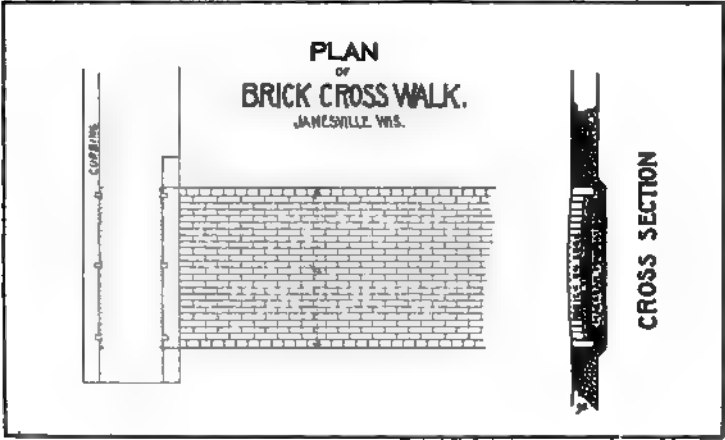 PLAN
OF
BRICK CROSS WALK.
JANESVILLE WIS.
CURBING
CROSS SECTION